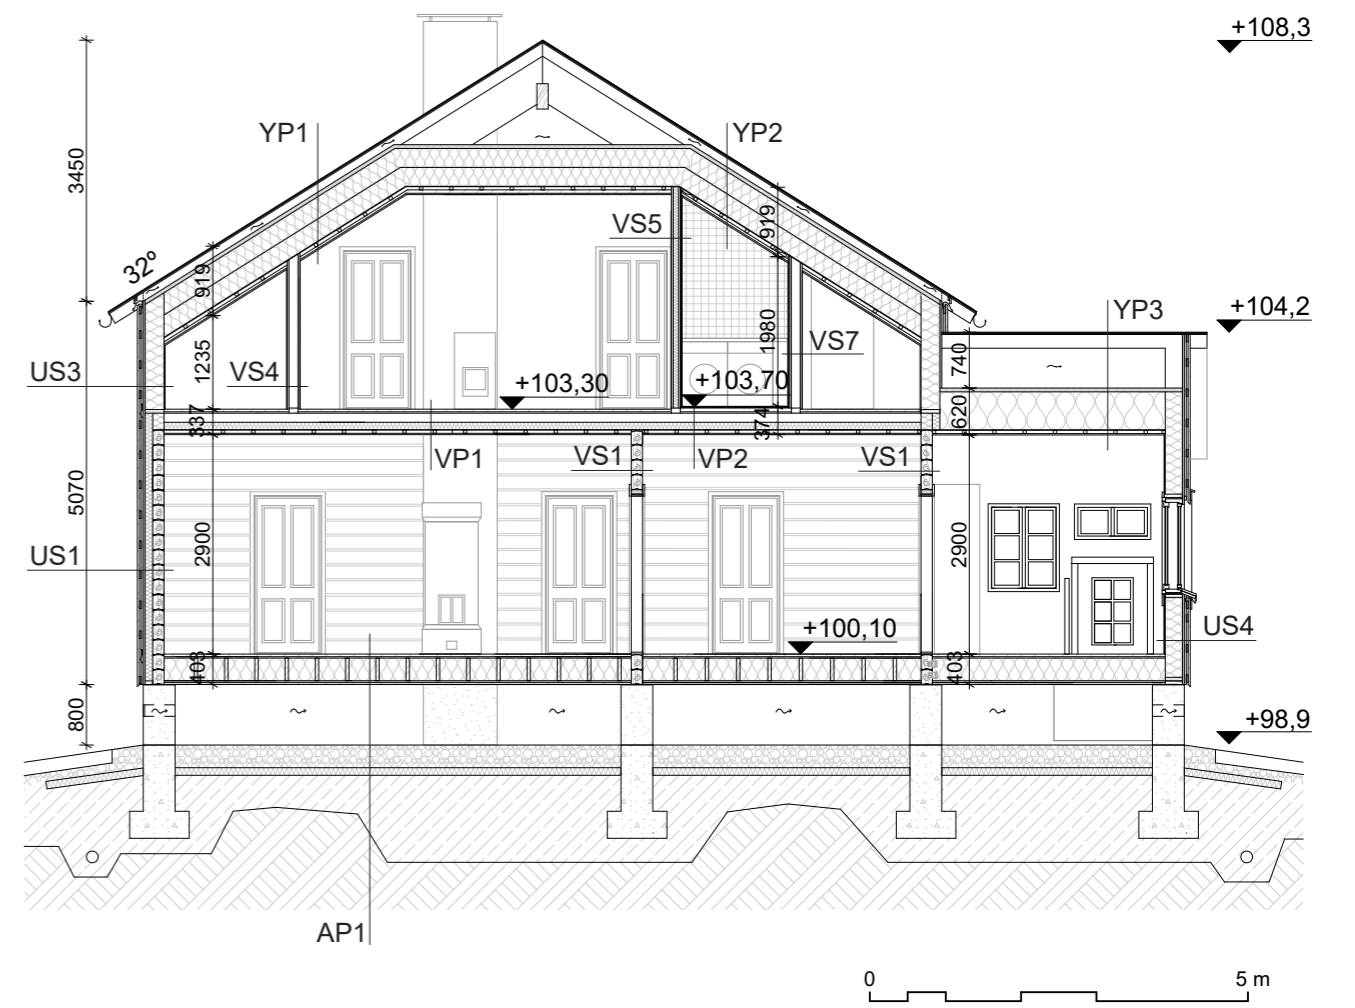 +108,3
YP1
YP2
3450
919
VS5
919
32°
+104,2
YP3
1980
VS7
740
1235
US3
VS4
+103,30
+103,70
337
374
620
VP1
VS1
VP2
VS1
5070
2900
2900
US1
+100,10
US4
403
403
800
+98,9
AP1
0 5 m